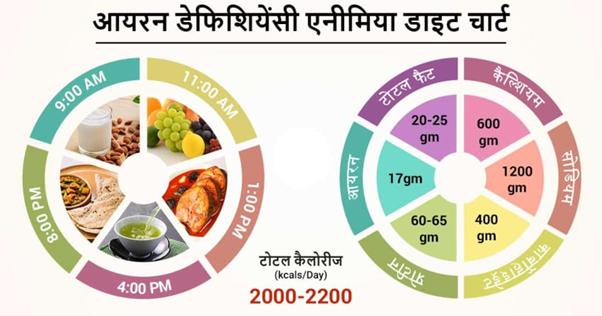 आयरन डेफिशियेंसी एनीमिया डाइट चार्ट
9:00 AM
11:00 AM
1:00 PM
4:00 PM
8:00 PM
टोटल फैट
20-25
gm
कैल्शियम
600
gm
सोडियम
1200
gm
कार्बोहाइड्रेट
400
gm
प्रोटीन
60-65
gm
आयरन
17gm
टोटल कैलोरीज
(kcals/Day)
2000-2200